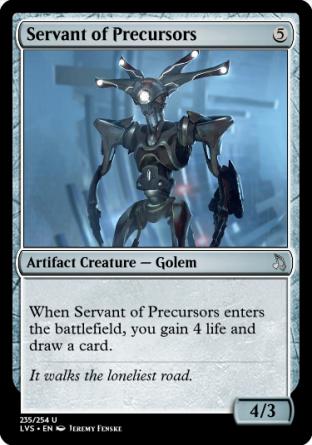 Servant of Precursors 5
Artifact Creature — Golem
When Servant of Precursors enters
the battlefield, you gain 4 life and
draw a card.
It walks the loneliest road.
4/3
235/254 U
LVS • EN Jeremy Fenske